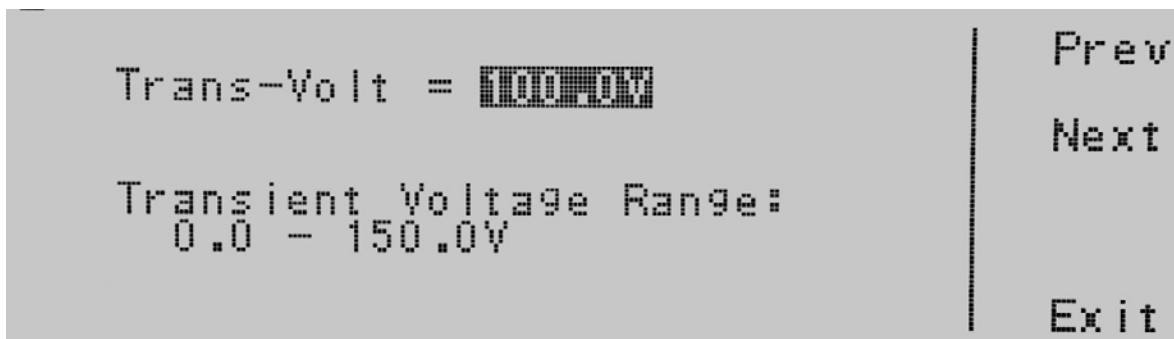 Trans-Volt = 100.0V
Transient Voltage Range:
0.0 - 150.0V
Prev
Next
Exit